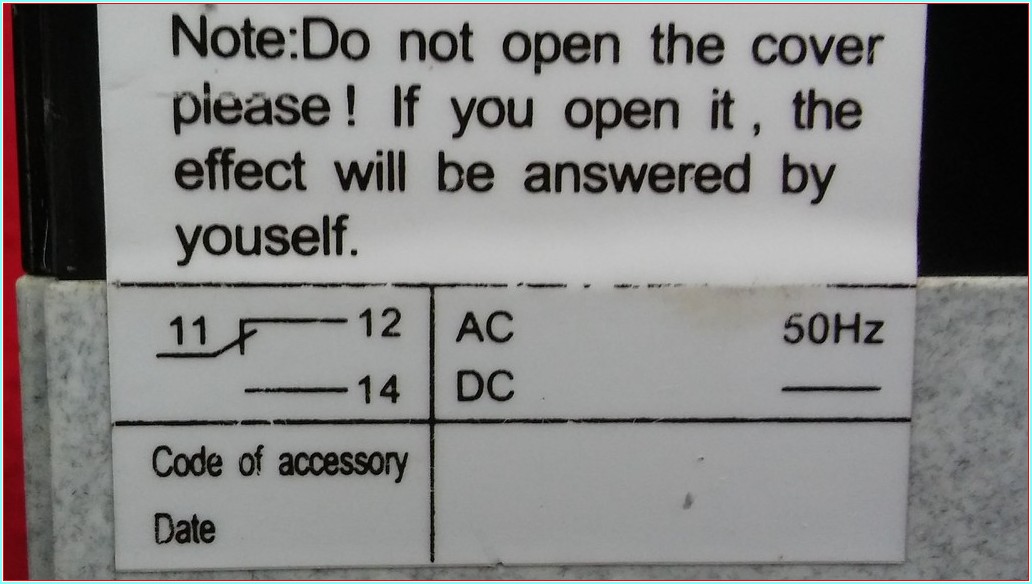 Note:Do not open the cover
please! If you open it, the
effect will be answered by
youself.
11 12 AC 50Hz
14 DC —
Code of accessory
Date